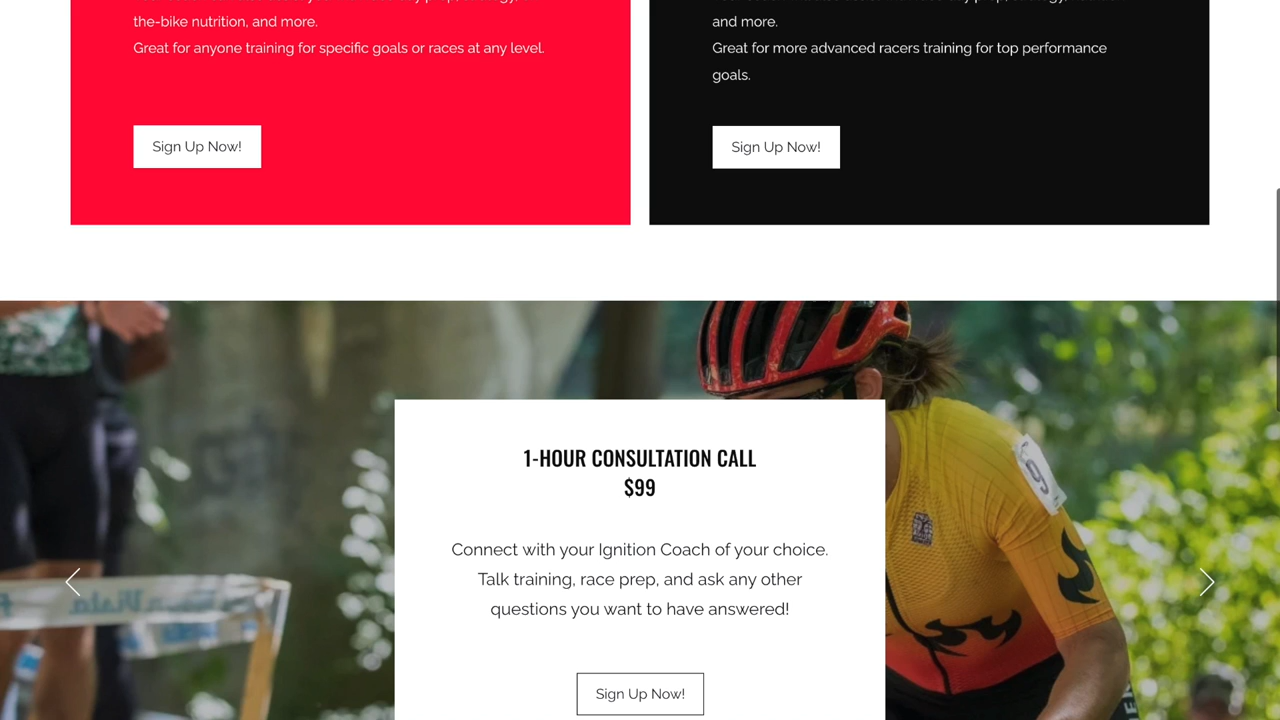 the-bike nutrition, and more.
Great for anyone training for specific goals or races at any level.
Sign Up Now!
and more.
Great for more advanced racers training for top performance
goals.
Sign Up Now!
1-HOUR CONSULTATION CALL
$99
Connect with your Ignition Coach of your choice.
Talk training, race prep, and ask any other
questions you want to have answered!
Sign Up Now!
9